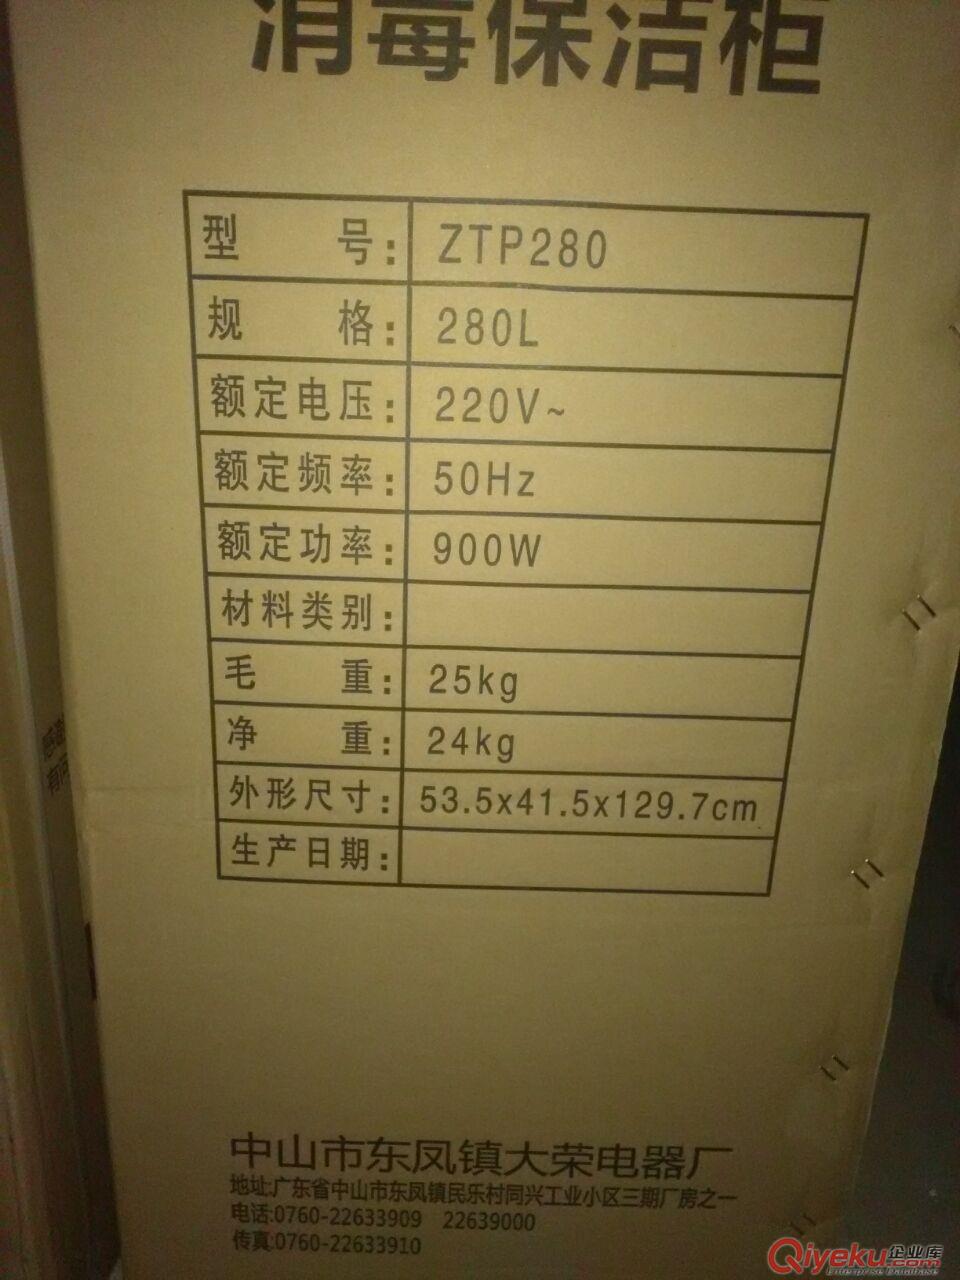 消毒保洁柜
型 号: ZTP280
规 格: 280L
额定电压: 220V~
额定频率: 50Hz
额定功率: 900W
材料类别:
毛 重: 25kg
净 重: 24kg
外形尺寸: 53.5x41.5x129.7cm
生产日期:
中山市东凤镇大荣电器厂
地址:广东省中山市东凤镇民乐村同兴工业小区三期厂房之一
电话:0760-22633909 22639000
传真:0760-22633910
Qiyeku企业库.com
Enterprise Database